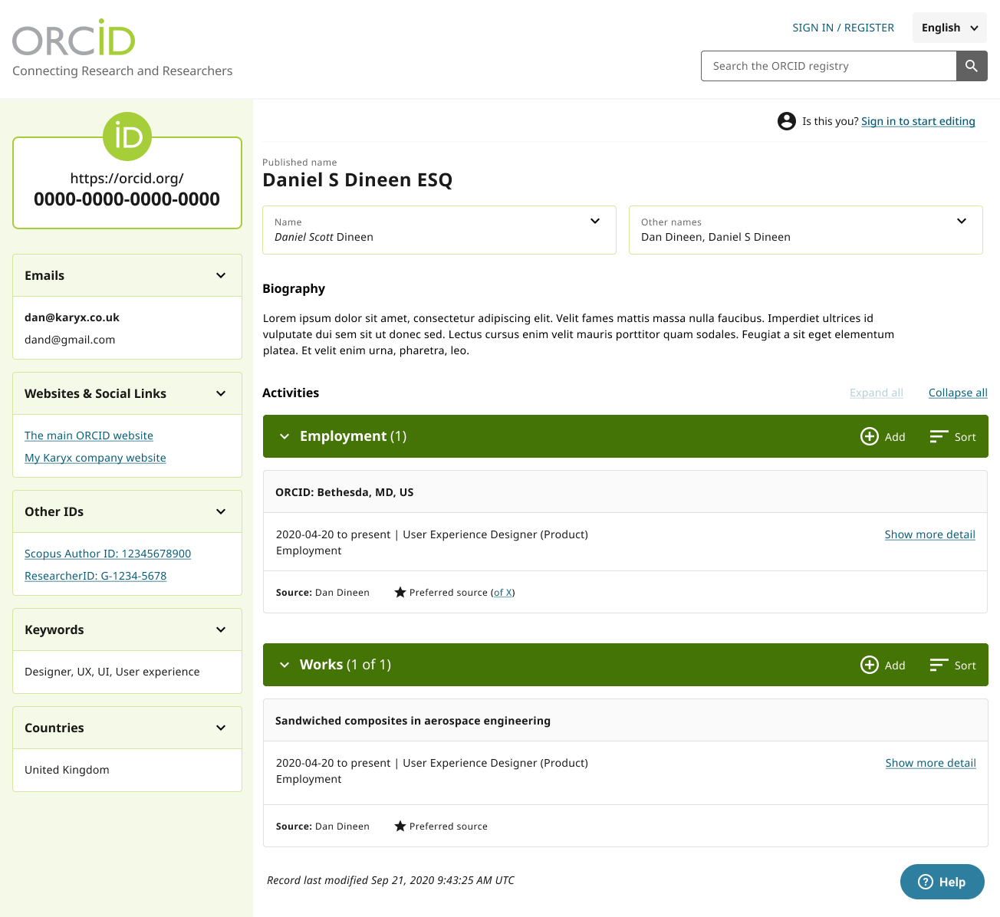 ORCiD
Connecting Research and Researchers
SIGN IN / REGISTER
English
Search the ORCID registry
iD
https://orcid.org/
0000-0000-0000-0000
Emails
dan@karyx.co.uk
dand@gmail.com
Websites & Social Links
The main ORCID website
My Karyx company website
Other IDs
Scopus Author ID: 12345678900
ResearcherID: G-1234-5678
Keywords
Designer, UX, UI, User experience
Countries
United Kingdom
Is this you? Sign in to start editing
Published name
Daniel S Dineen ESQ
Name
Daniel Scott Dineen
Other names
Dan Dineen, Daniel S Dineen
Biography
Lorem ipsum dolor sit amet, consectetur adipiscing elit. Velit fames mattis massa nulla faucibus. Imperdiet ultrices id
vulputate dui sem sit ut donec sed. Lectus cursus enim velit mauris porttitor quam sodales. Feugiat a sit eget elementum
platea. Et velit enim urna, pharetra, leo.
Activities
Expand all
Collapse all
Employment (1)
Add
Sort
ORCID: Bethesda, MD, US
2020-04-20 to present | User Experience Designer (Product)
Show more detail
Employment
Source: Dan Dineen
Preferred source (of X)
Works (1 of 1)
Add
Sort
Sandwiched composites in aerospace engineering
2020-04-20 to present | User Experience Designer (Product)
Show more detail
Employment
Source: Dan Dineen
Preferred source
Record last modified Sep 21, 2020 9:43:25 AM UTC
Help